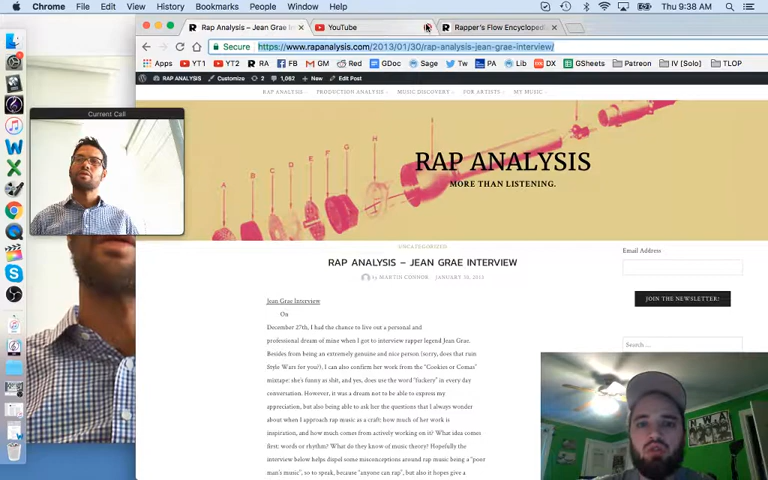 Chrome File Edit View History Bookmarks People Window Help Thu 9:38 AM
Rap Analysis – Jean Grae Int YouTube Rapper's Flow Encyclopedi
Secure https://www.rapanalysis.com/2013/01/30/rap-analysis-jean-grae-interview/
Apps YT1 YT2 RA FB GM Red GDoc Sage Tw PA Lib DX GSheets Patreon IV [Solo] TLOP
RAP ANALYSIS Customize 2 1,062 New Edit Post
RAP ANALYSIS PRODUCTION ANALYSIS MUSIC DISCOVERY FOR ARTISTS MY MUSIC
Current Call
A B C D E F G H
RAP ANALYSIS
MORE THAN LISTENING.
UNCATEGORIZED
RAP ANALYSIS – JEAN GRAE INTERVIEW
by MARTIN CONNOR JANUARY 30, 2013
Email Address
JOIN THE NEWSLETTER!
Search ...
Jean Grae Interview
On
December 27th, I had the chance to live out a personal and
professional dream of mine when I got to interview rapper legend Jean Grae.
Besides from being an extremely genuine and nice person (sorry, does that ruin
Style Wars for you?), I can also confirm her work from the "Cookies or Comas"
mixtape: she's funny as shit, and yes, does use the word "fuckery" in every day
conversation. However, it was a dream not to be able to express my
appreciation, but also being able to ask her the questions that I always wonder
about when I approach rap music as a craft: how much of her work is
inspiration, and how much comes from actively working on it? What idea comes
first: words or rhythm? What do they know of music theory? Hopefully the
interview below helps dispel some misconceptions around rap music being a "poor
man's music", so to speak, because "anyone can rap", but also it helps give a